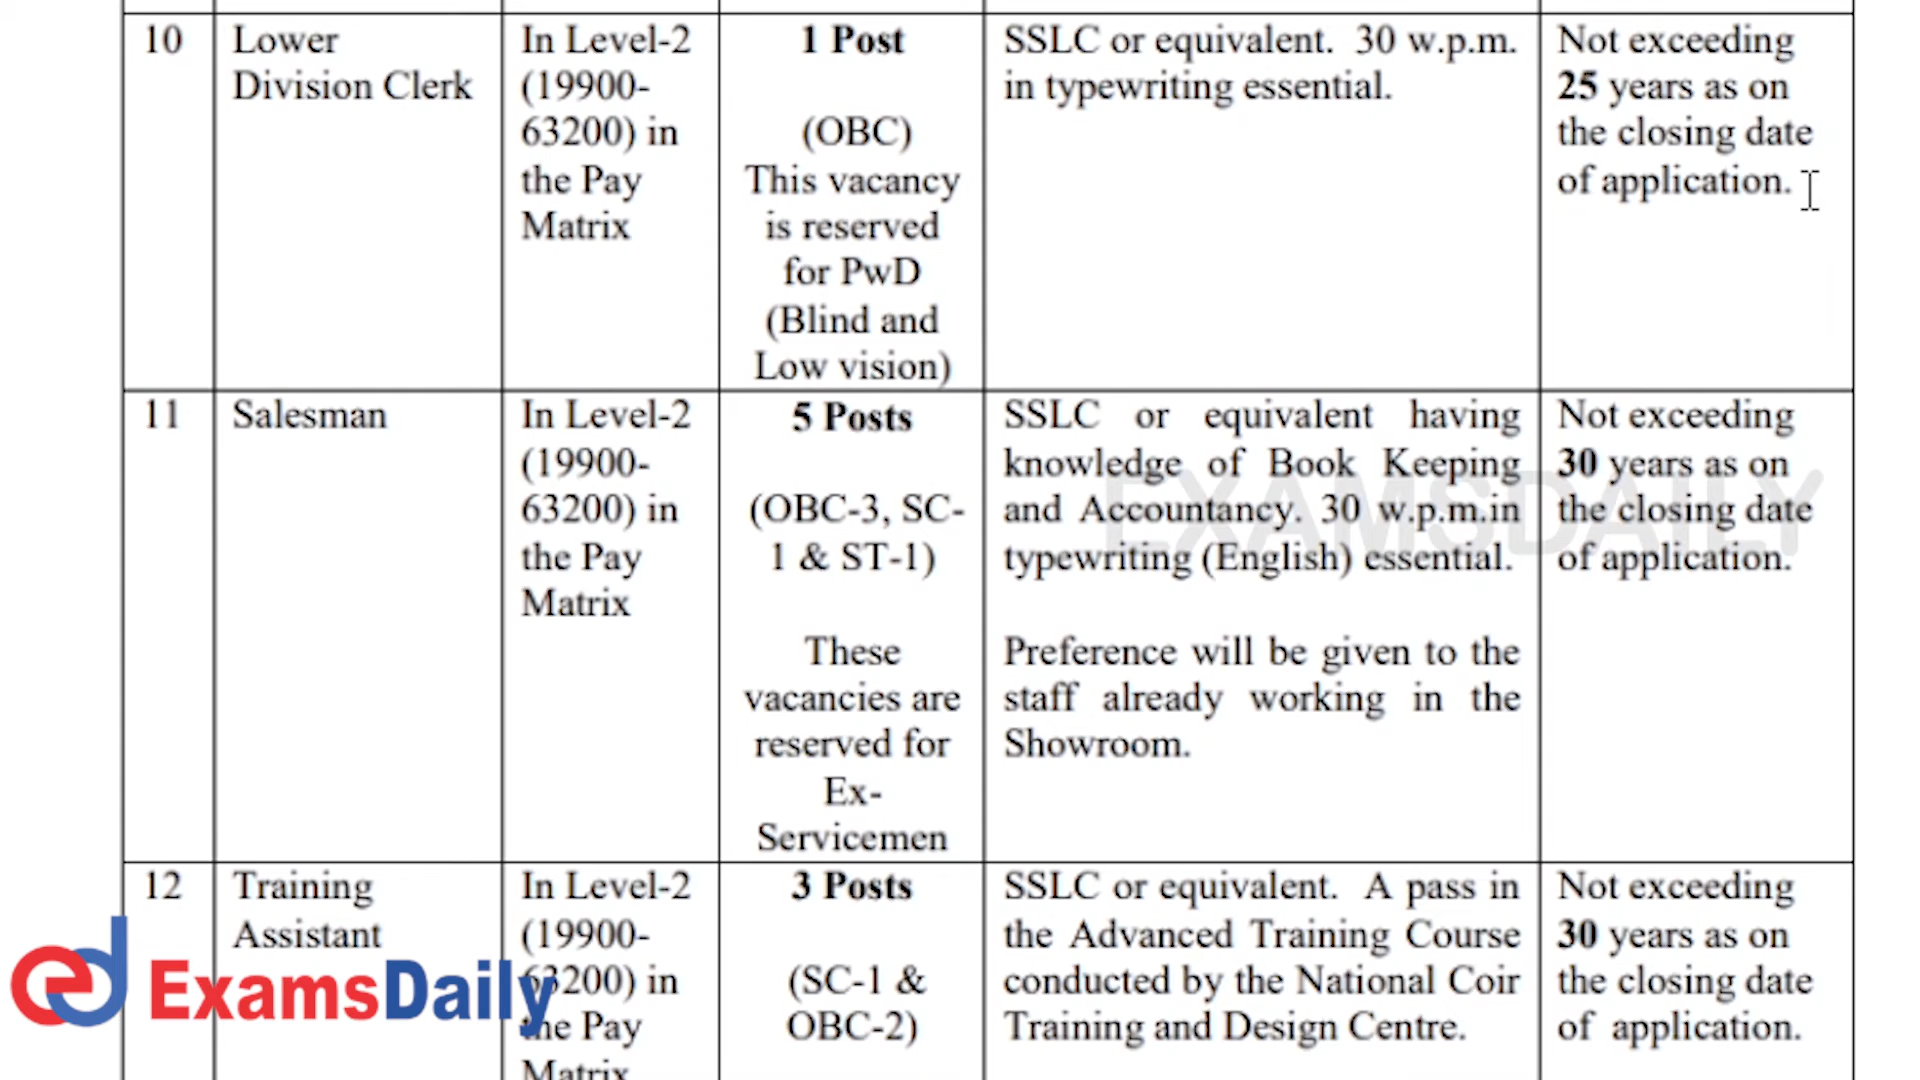 10
Lower
Division Clerk
In Level-2
(19900-
63200) in
the Pay
Matrix
1 Post
(OBC)
This vacancy
is reserved
for PwD
(Blind and
Low vision)
SSLC or equivalent. 30 w.p.m.
in typewriting essential.
Not exceeding
25 years as on
the closing date
of application.
11
Salesman
In Level-2
(19900-
63200) in
the Pay
Matrix
5 Posts
(OBC-3, SC-
1 & ST-1)
These
vacancies are
reserved for
Ex-
Servicemen
SSLC or equivalent having
knowledge of Book Keeping
and Accountancy. 30 w.p.m.in
typewriting (English) essential.
Preference will be given to the
staff already working in the
Showroom.
Not exceeding
30 years as on
the closing date
of application.
EXAMSDAILY
12
Training
Assistant
In Level-2
(19900-
63200) in
the Pay
Matrix
3 Posts
(SC-1 &
OBC-2)
SSLC or equivalent. A pass in
the Advanced Training Course
conducted by the National Coir
Training and Design Centre.
Not exceeding
30 years as on
the closing date
of application.
ed ExamsDaily